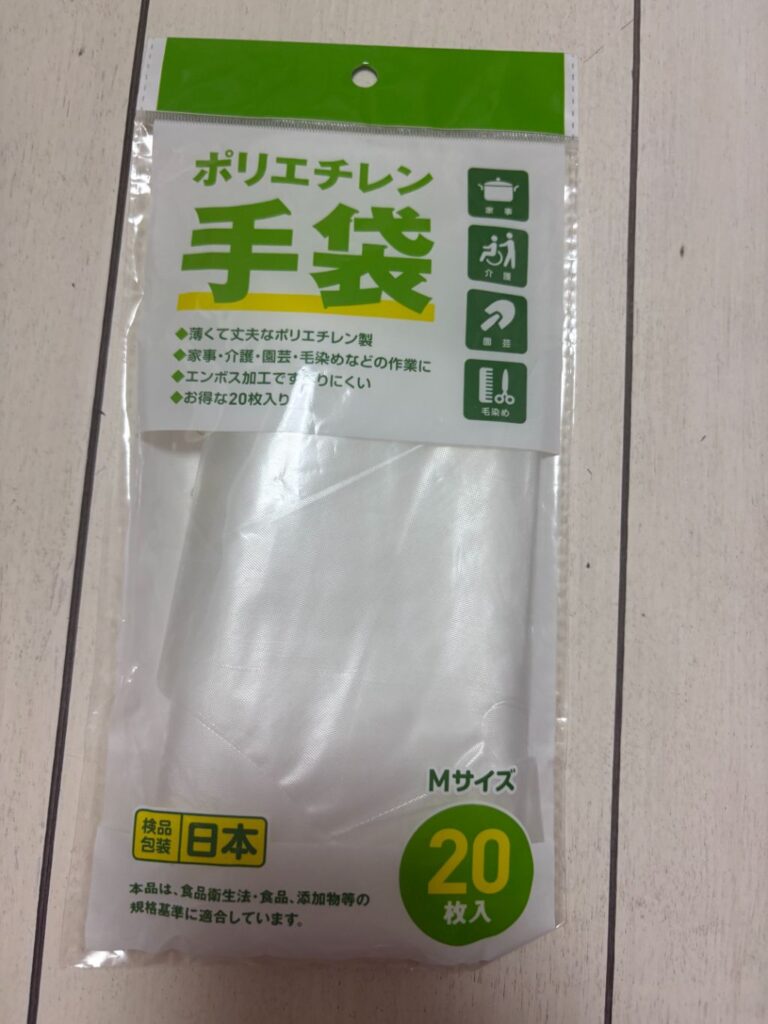 ポリエチレン
手袋
◆薄くて丈夫なポリエチレン製
◆家事・介護・園芸・毛染めなどの作業に
◆エンボス加工ですべりにくい
◆お得な20枚入り
家事
介護
園芸
毛染め
Mサイズ
20
枚入
検品
包装
日本
本品は、食品衛生法・食品、添加物等の
規格基準に適合しています。